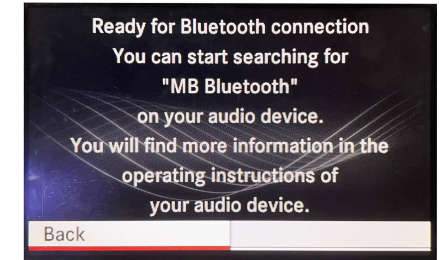 Ready for Bluetooth connection
You can start searching for
"MB Bluetooth"
on your audio device.
You will find more information in the
operating instructions of
your audio device.
Back